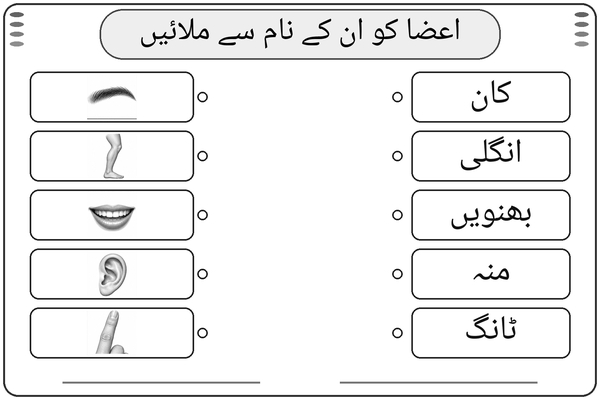 اعضا کو ان کے نام سے ملائیں
کان
انگلی
بھنویں
منہ
ٹانگ